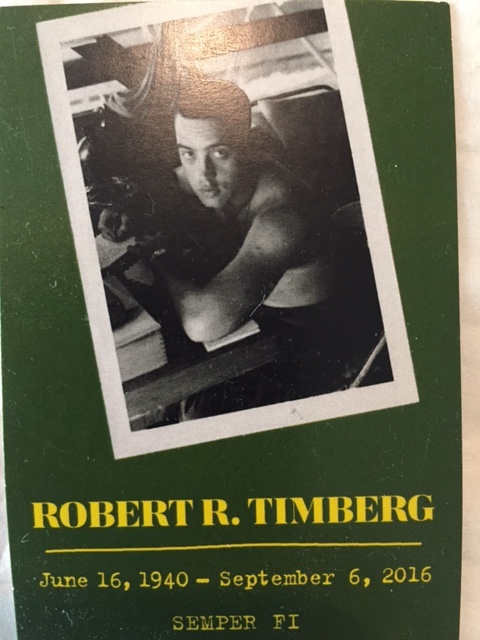 ROBERT R. TIMBERG
June 16, 1940 – September 6, 2016
SEMPER FI